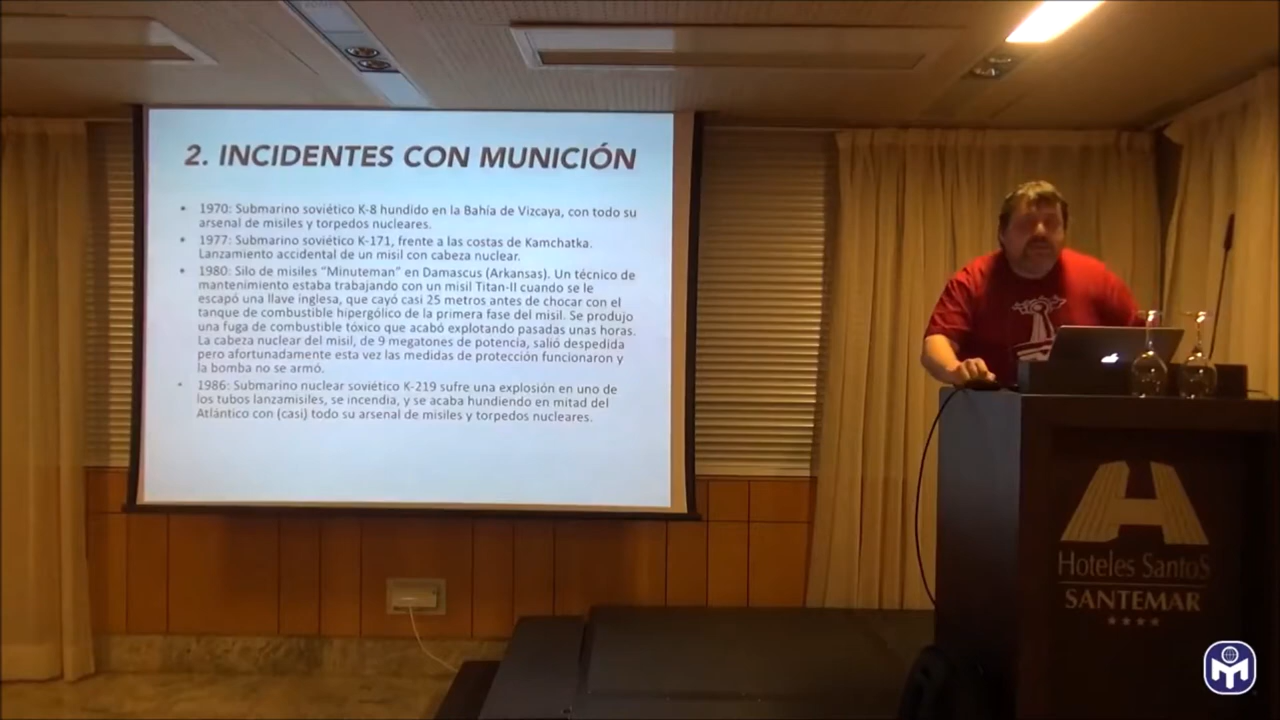 2. INCIDENTES CON MUNICIÓN
• 1970: Submarino soviético K-8 hundido en la Bahía de Vizcaya, con todo su
arsenal de misiles y torpedos nucleares.
• 1977: Submarino soviético K-171, frente a las costas de Kamchatka.
Lanzamiento accidental de un misil con cabeza nuclear.
• 1980: Silo de misiles “Minuteman” en Damascus (Arkansas). Un técnico de
mantenimiento estaba trabajando con un misil Titan-II cuando se le
escapó una llave inglesa, que cayó casi 25 metros antes de chocar con el
tanque de combustible hipergólico de la primera fase del misil. Se produjo
una fuga de combustible tóxico que acabó explotando pasadas unas horas.
La cabeza nuclear del misil, de 9 megatones de potencia, salió despedida
pero afortunadamente esta vez las medidas de protección funcionaron y
la bomba no se armó.
• 1986: Submarino nuclear soviético K-219 sufre una explosión en uno de
los tubos lanzamisiles, se incendia, y se acaba hundiendo en mitad del
Atlántico con (casi) todo su arsenal de misiles y torpedos nucleares.
Hoteles SantoS
SANTEMAR